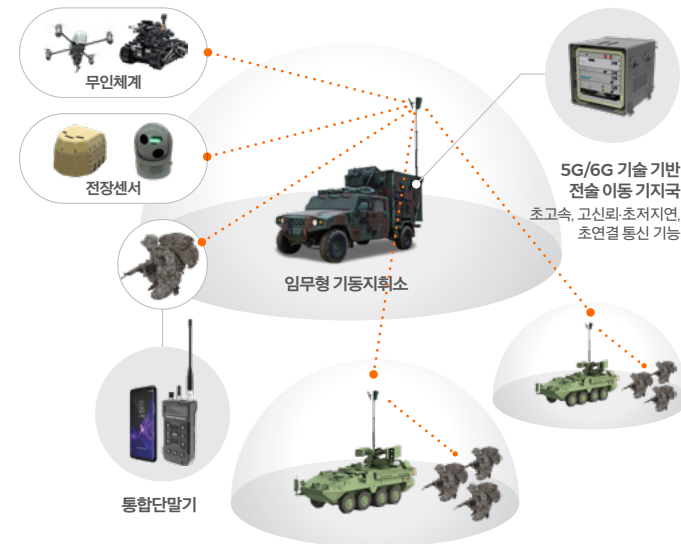 무인체계
전장센서
5G/6G 기술 기반
전술 이동 기지국
초고속, 고신뢰·초저지연,
초연결 통신 기능
임무형 기동지휘소
통합단말기